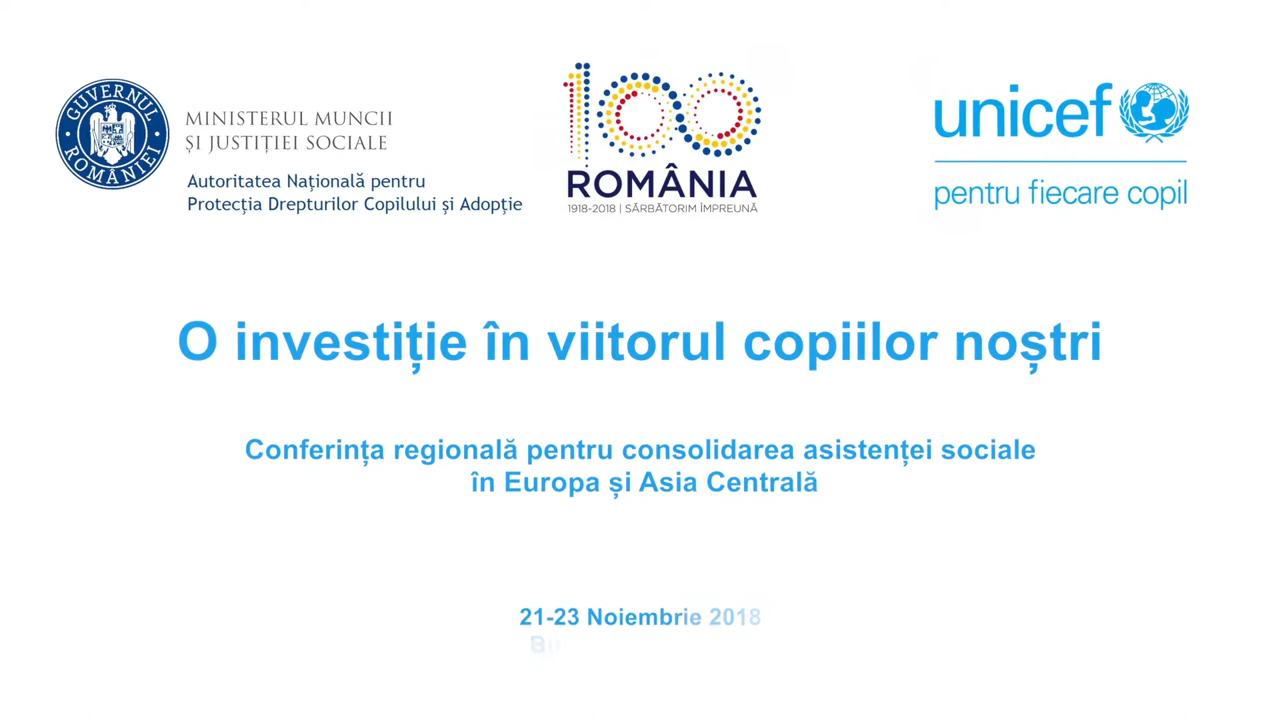 GUVERNUL ROMÂNIEI
MINISTERUL MUNCII
ȘI JUSTIȚIEI SOCIALE
Autoritatea Națională pentru
Protecția Drepturilor Copilului și Adopție
100
ROMÂNIA
1918-2018 | SĂRBĂTORIM ÎMPREUNĂ
unicef
pentru fiecare copil
O investiție în viitorul copiilor noștri
Conferința regională pentru consolidarea asistenței sociale
în Europa și Asia Centrală
21-23 Noiembrie 2018